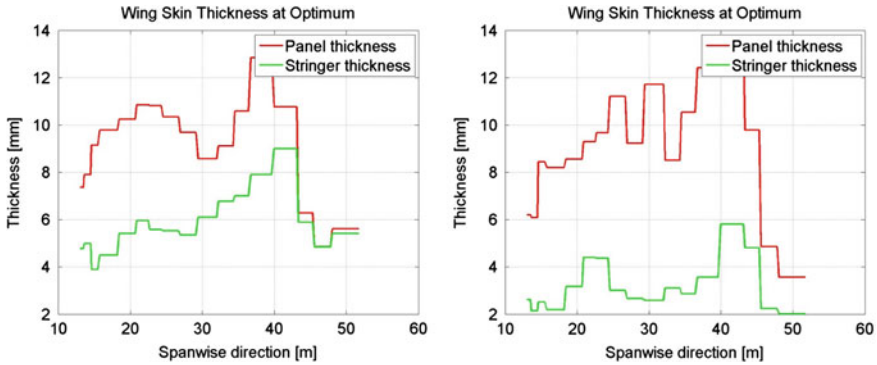 Wing Skin Thickness at Optimum
14
12
10
8
6
4
2
Thickness [mm]
Panel thickness
Stringer thickness
10
20
30
40
50
60
Spanwise direction [m]
Wing Skin Thickness at Optimum
14
12
10
8
6
4
2
Thickness [mm]
Panel thickness
Stringer thickness
10
20
30
40
50
60
Spanwise direction [m]